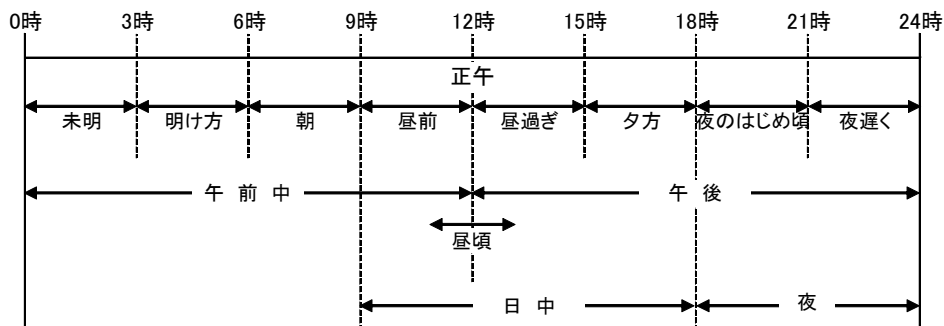 0時 3時 6時 9時 12時 15時 18時 21時 24時
正午
未明 明け方 朝 昼前 昼過ぎ 夕方 夜のはじめ頃 夜遅く
午前中 午後
昼頃
日中 夜